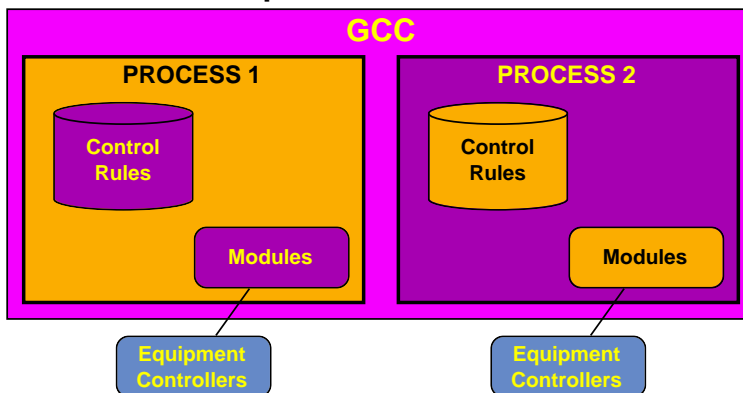 GCC
PROCESS 1
Control
Rules
Modules
PROCESS 2
Control
Rules
Modules
Equipment
Controllers
Equipment
Controllers